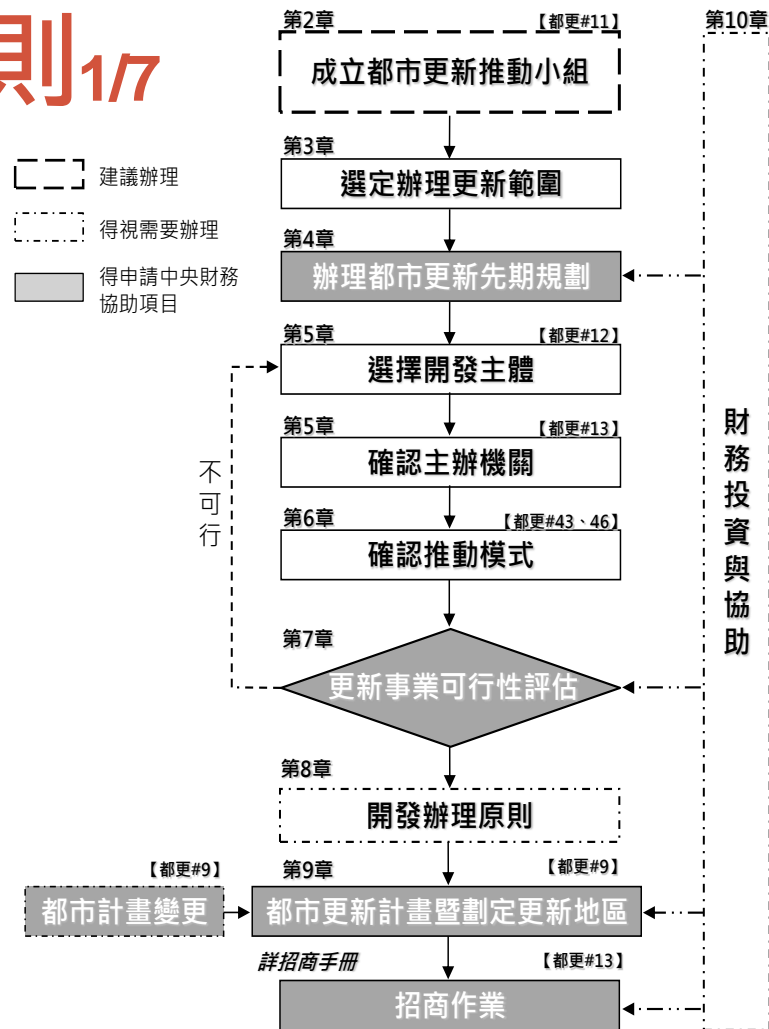 則1/7
建議辦理
得視需要辦理
得申請中央財務
協助項目
第2章
【都更#11】
成立都市更新推動小組
第3章
選定辦理更新範圍
第4章
辦理都市更新先期規劃
第5章
【都更#12】
選擇開發主體
第5章
【都更#13】
確認主辦機關
第6章
【都更#43、46】
確認推動模式
不可行
第7章
更新事業可行性評估
第8章
開發辦理原則
【都更#9】
都市計畫變更
第9章
【都更#9】
都市更新計畫暨劃定更新地區
詳招商手冊
【都更#13】
招商作業
第10章
財務投資與協助